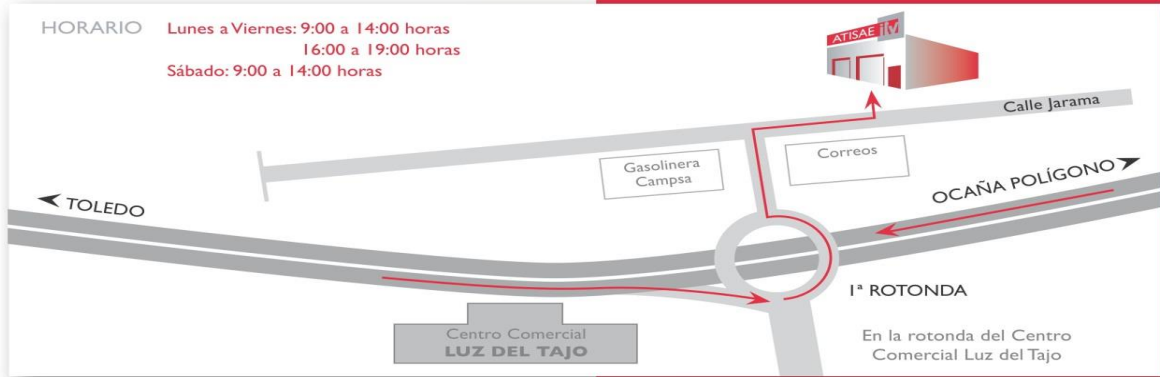 HORARIO Lunes a Viernes: 9:00 a 14:00 horas
16:00 a 19:00 horas
Sábado: 9:00 a 14:00 horas
ATISAE itv
Calle Jarama
Gasolinera
Campsa
Correos
TOLEDO
OCAÑA POLÍGONO
1ª ROTONDA
Centro Comercial
LUZ DEL TAJO
En la rotonda del Centro
Comercial Luz del Tajo